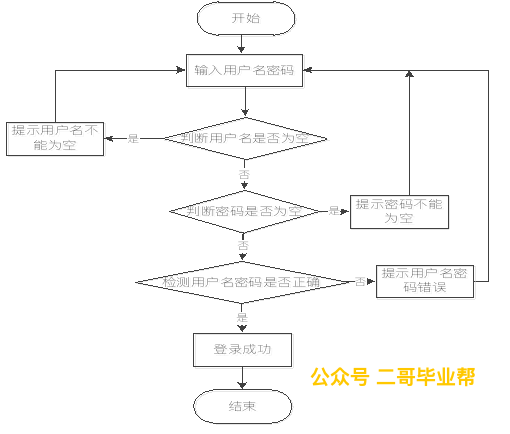 开始
输入用户名密码
提示用户名不
能为空
是
判断用户名是否为空
否
判断密码是否为空
是
提示密码不能
为空
否
检测用户名密码是否正确
否
提示用户名密
码错误
是
登录成功
公众号 二哥毕业帮
结束